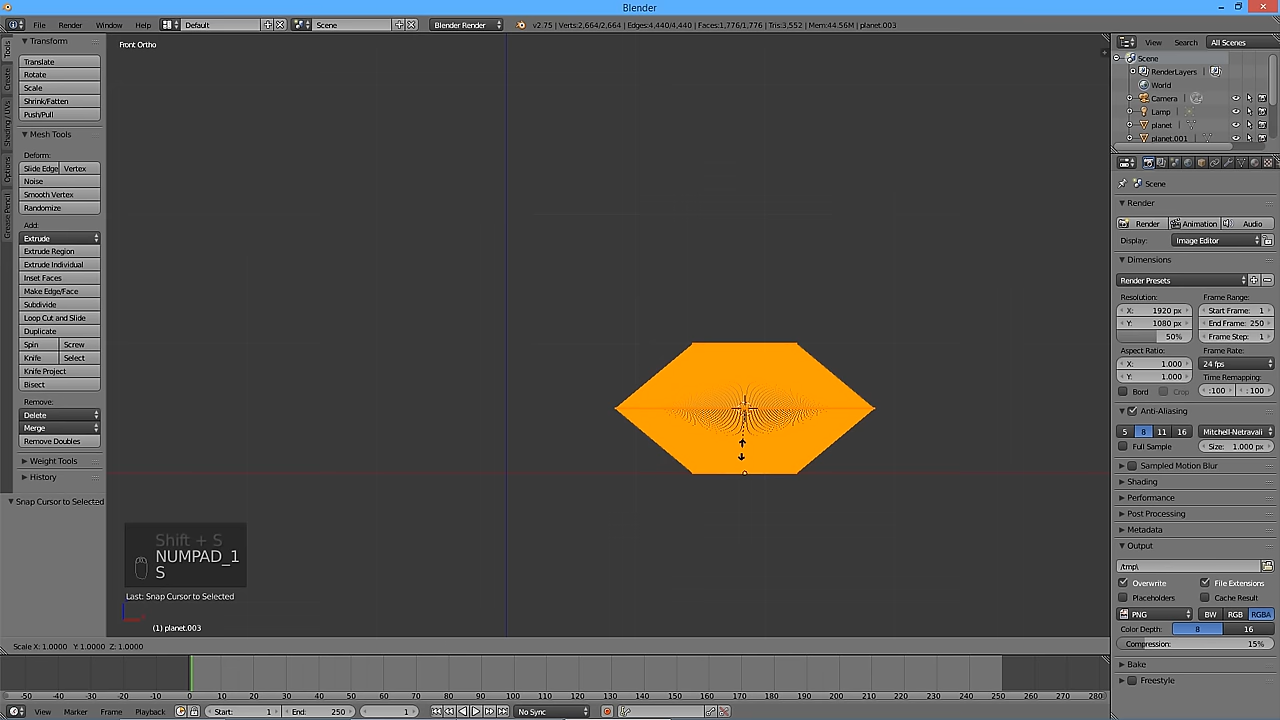 Blender
File Render Window Help Default Scene Blender Render v2.75 | Verts:2,664/2,664 | Edges:4,440/4,440 | Faces:1,776/1,776 | Tris:3,552 | Mem:44.56M | planet.003
Transform
Translate
Rotate
Scale
Shrink/Fatten
Push/Pull
Mesh Tools
Deform:
Slide Edge Vertex
Noise
Smooth Vertex
Randomize
Add:
Extrude
Extrude Region
Extrude Individual
Inset Faces
Make Edge/Face
Subdivide
Loop Cut and Slide
Duplicate
Spin Screw
Knife Select
Knife Project
Bisect
Remove:
Delete
Merge
Remove Doubles
Weight Tools
History
Snap Cursor to Selected
Tools
Create
Shading / UVs
Options
Grease Pencil
Front Ortho
Shift + S
NUMPAD_1
S
Last: Snap Cursor to Selected
(1) planet.003
Scale X: 1.0000 Y: 1.0000 Z: 1.0000
View Search All Scenes
Scene
RenderLayers
World
Camera
Lamp
planet
planet.001
Scene
Render
Render Animation Audio
Display: Image Editor
Dimensions
Render Presets
Resolution: Frame Range:
X: 1920 px Start Frame: 1
Y: 1080 px End Frame: 250
50% Frame Step: 1
Aspect Ratio: Frame Rate:
X: 1.000 24 fps
Y: 1.000 Time Remapping:
Bord Crop :100 :100
Anti-Aliasing
5 8 11 16 Mitchell-Netravali
Full Sample Size: 1.000 px
Sampled Motion Blur
Shading
Performance
Post Processing
Metadata
Output
/tmp\
Overwrite File Extensions
Placeholders Cache Result
PNG BW RGB RGBA
Color Depth: 8 16
Compression: 15%
Bake
Freestyle
-50 -40 -30 -20 -10 0 10 20 30 40 50 60 70 80 90 100 110 120 130 140 150 160 170 180 190 200 210 220 230 240 250 260 270 280
View Marker Frame Playback Start: 1 End: 250 1 No Sync